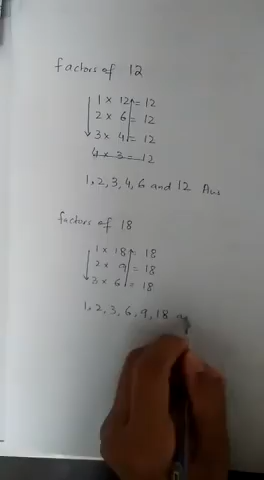 factors of 12
1 × 12 = 12
2 × 6 = 12
3 × 4 = 12
4 × 3 = 12
1, 2, 3, 4, 6 and 12 Ans
factors of 18
1 × 18 = 18
2 × 9 = 18
3 × 6 = 18
1, 2, 3, 6, 9, 18